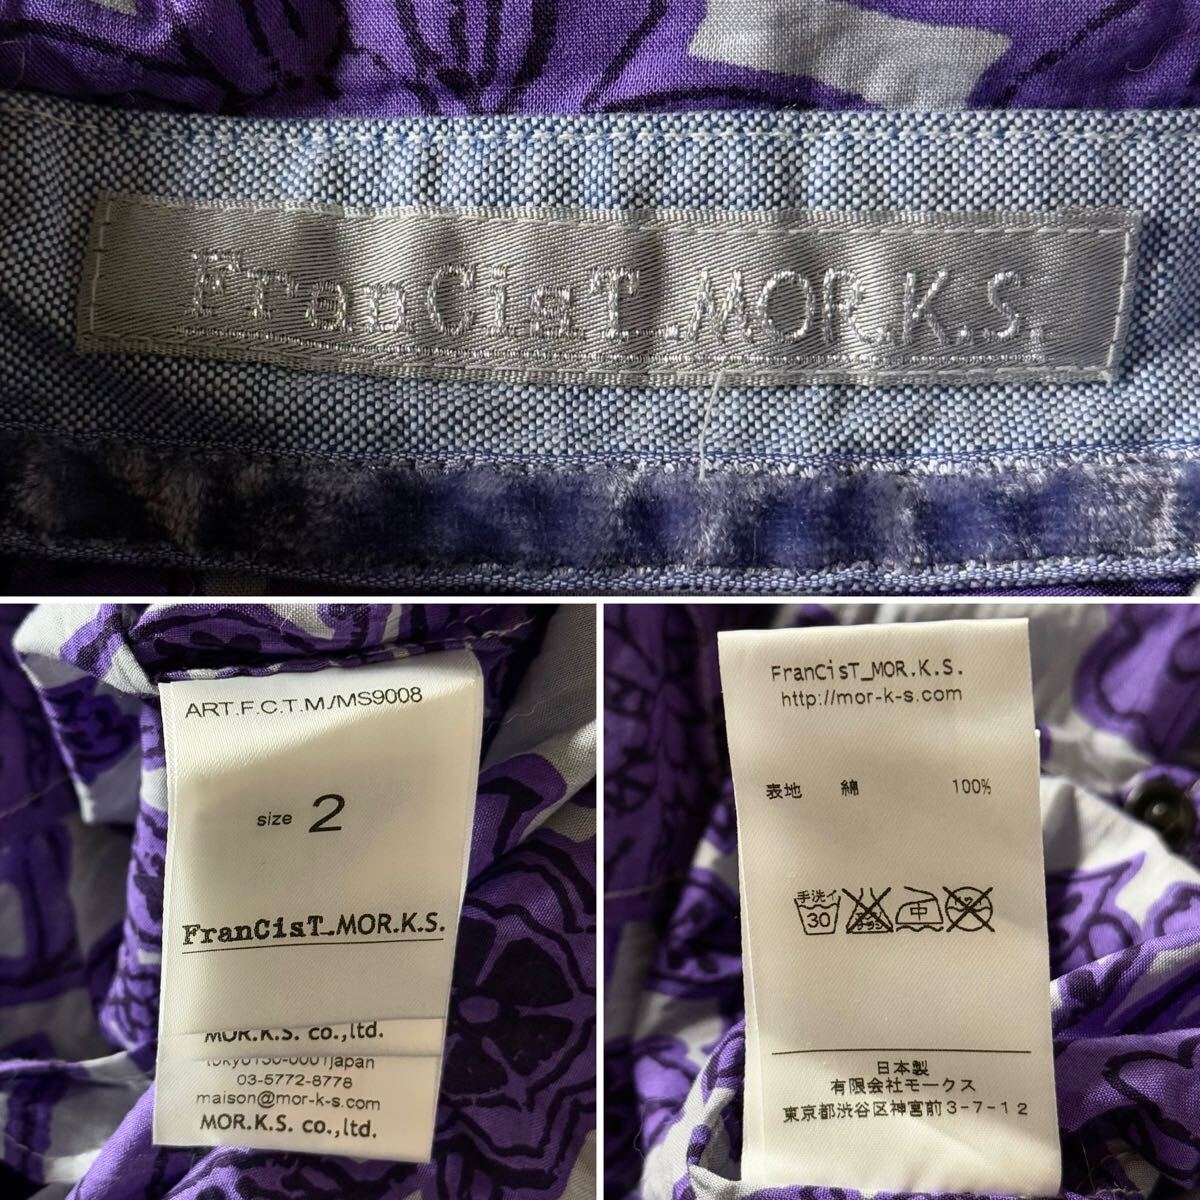 FranCisT_MOR.K.S.
ART.F.C.T.M./MS9008
size 2
FranCisT_MOR.K.S.
MOR.K.S. co.,ltd.
tokyo150-0001japan
03-5772-8778
maison@mor-k-s.com
MOR.K.S. co.,ltd.
FranCisT_MOR.K.S.
http://mor-k-s.com
表地 綿 100%
手洗イ
30 中
日本製
有限会社モークス
東京都渋谷区神宮前3-7-12